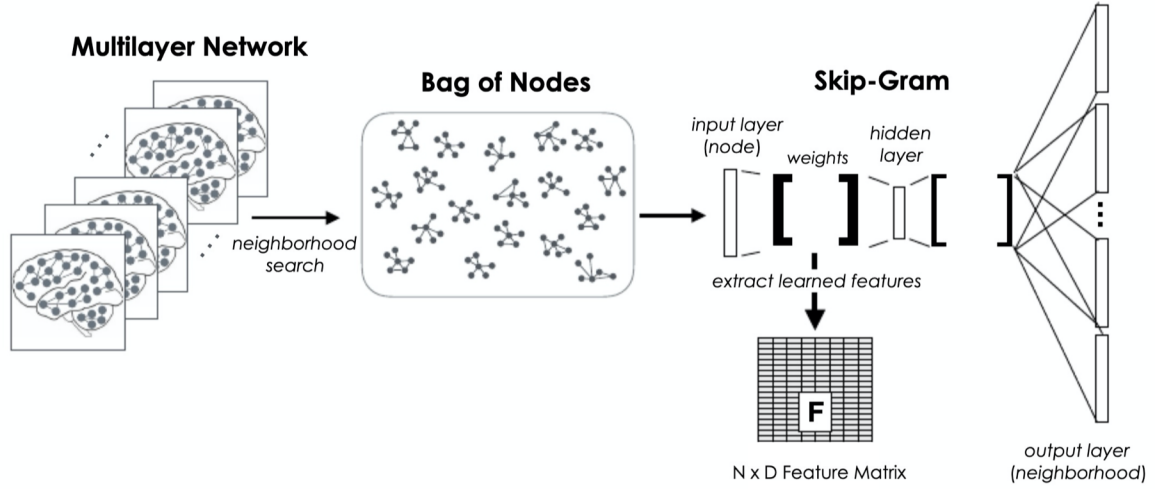 Multilayer Network
neighborhood
search
Bag of Nodes
Skip-Gram
input layer
(node)
weights
hidden
layer
extract learned features
F
N x D Feature Matrix
output layer
(neighborhood)